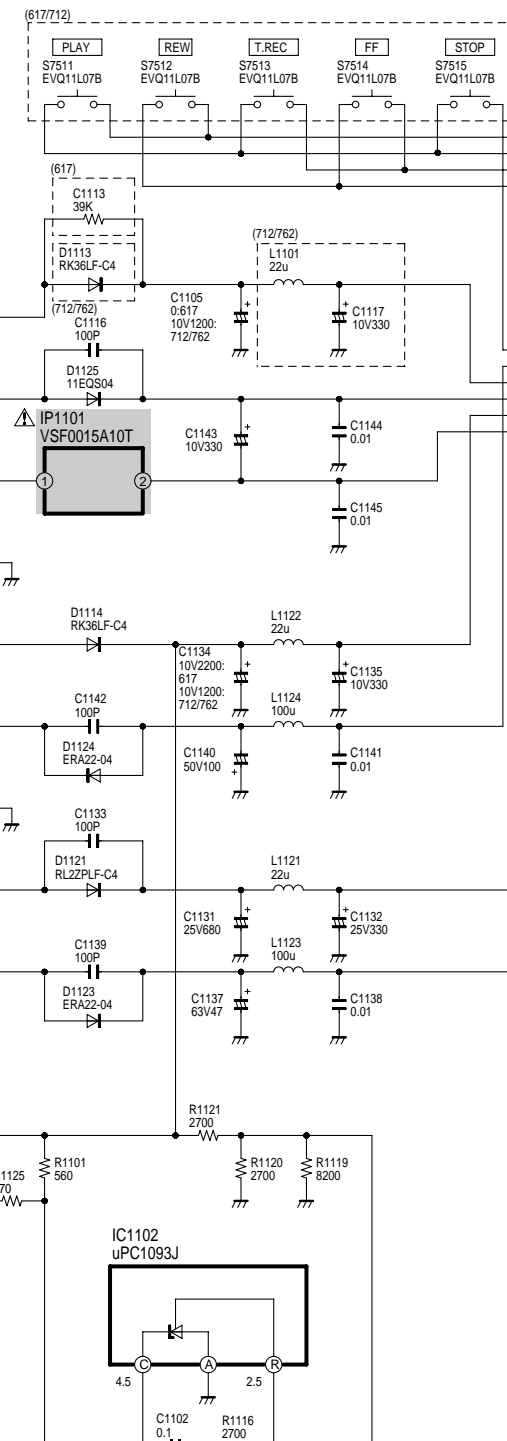 (617/712)
PLAY REW T.REC FF STOP
S7511 S7512 S7513 S7514 S7515
EVQ11L07B EVQ11L07B EVQ11L07B EVQ11L07B EVQ11L07B
(617)
C1113
39K
(712/762)
D1113
RK36LF-C4
L1101
22u
C1105
0:617
10V1200:
712/762
+
+
C1117
10V330
(712/762)
C1116
100P
D1125
11EQS04
IP1101
VSF0015A10T
1
2
C1143
10V330
+
C1144
0.01
C1145
0.01
D1114
RK36LF-C4
L1122
22u
C1134
10V2200:
617
10V1200:
712/762
+
+
C1135
10V330
C1142
100P
L1124
100u
D1124
ERA22-04
C1140
50V100
+
C1141
0.01
C1133
100P
D1121
RL2ZPLF-C4
L1121
22u
C1131
25V680
+
+
C1132
25V330
C1139
100P
L1123
100u
D1123
ERA22-04
C1137
63V47
+
C1138
0.01
R1121
2700
1125
70
R1101
560
R1120
2700
R1119
8200
IC1102
uPC1093J
C
A
R
4.5
2.5
C1102
0.1
R1116
2700